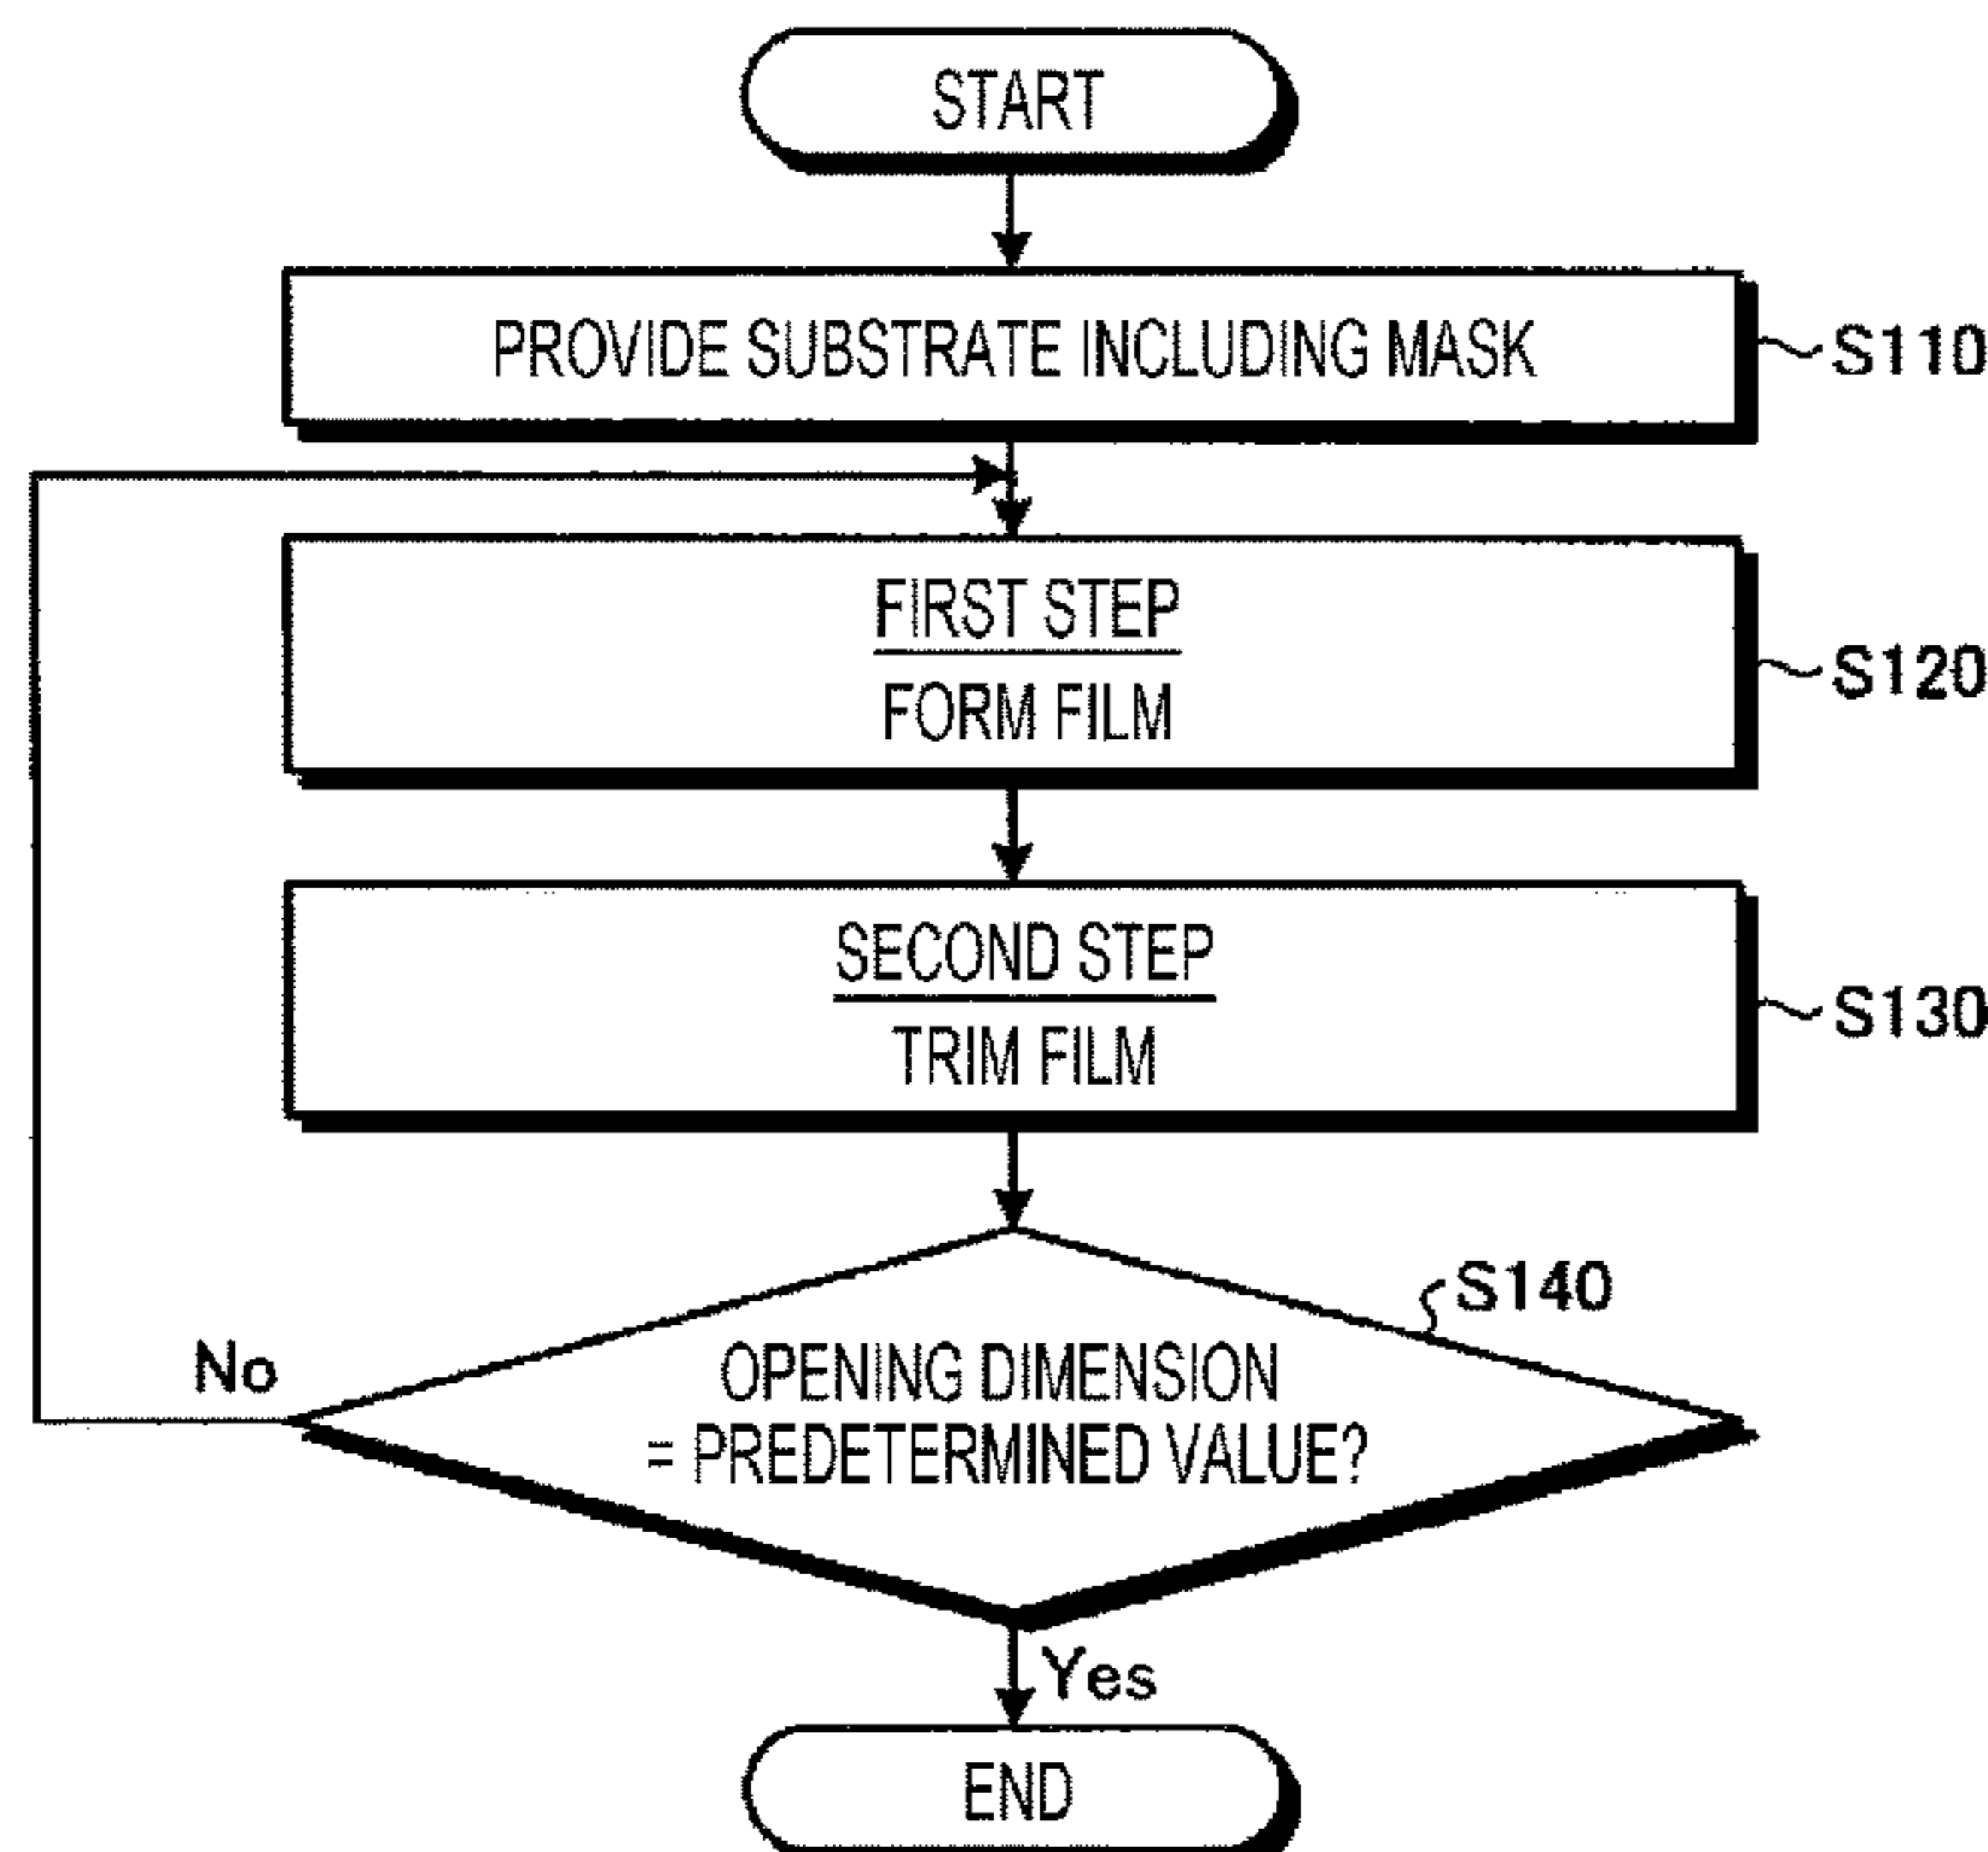 START
PROVIDE SUBSTRATE INCLUDING MASK
S110
FIRST STEP
FORM FILM
S120
SECOND STEP
TRIM FILM
S130
S140
OPENING DIMENSION
= PREDETERMINED VALUE?
No
Yes
END